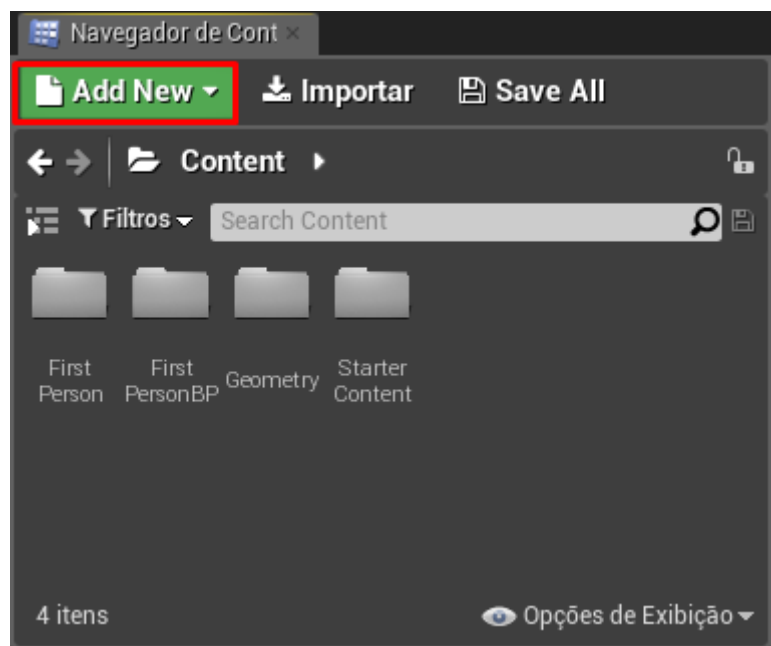 Navegador de Cont
Add New
Importar
Save All
Content
Filtros
Search Content
First Person
First PersonBP
Geometry
Starter Content
4 itens
Opções de Exibição